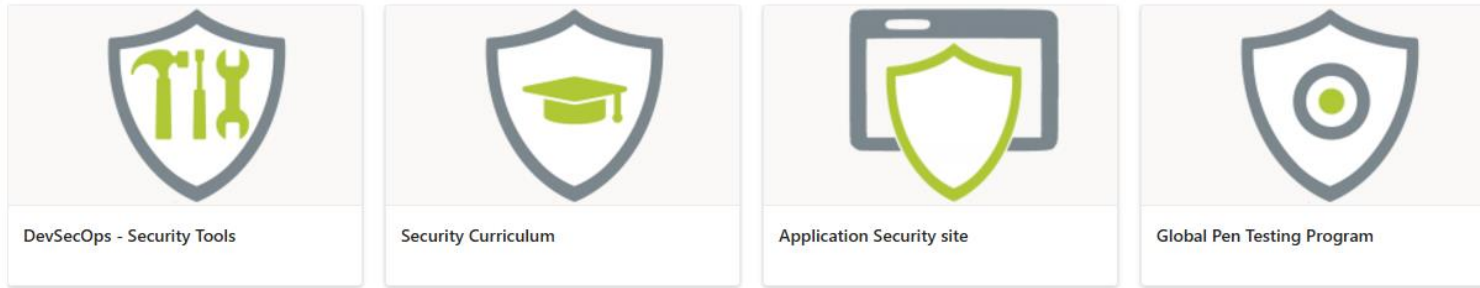 DevSecOps - Security Tools
Security Curriculum
Application Security site
Global Pen Testing Program